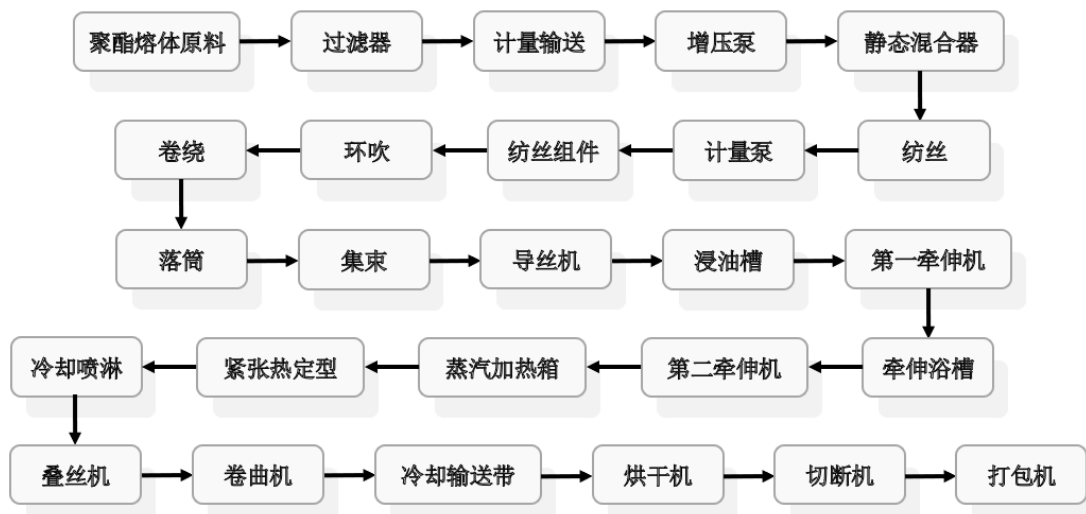 聚酯熔体原料
过滤器
计量输送
增压泵
静态混合器
纺丝
计量泵
纺丝组件
环吹
卷绕
落筒
集束
导丝机
浸油槽
第一牵伸机
牵伸浴槽
第二牵伸机
蒸汽加热箱
紧张热定型
冷却喷淋
叠丝机
卷曲机
冷却输送带
烘干机
切断机
打包机